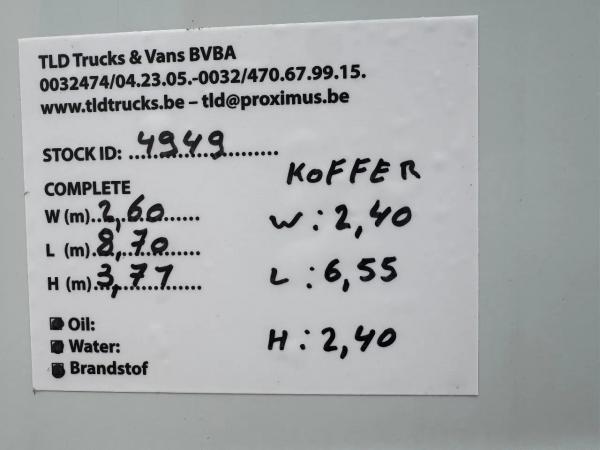 TLD Trucks & Vans BVBA
0032474/04.23.05.-0032/470.67.99.15.
www.tldtrucks.be – tld@proximus.be
STOCK ID: 4949
COMPLETE
W (m) 2,60
L (m) 8,70
H (m) 3,77
Oil:
Water:
Brandstof
KOFFER
W: 2,40
L: 6,55
H: 2,40